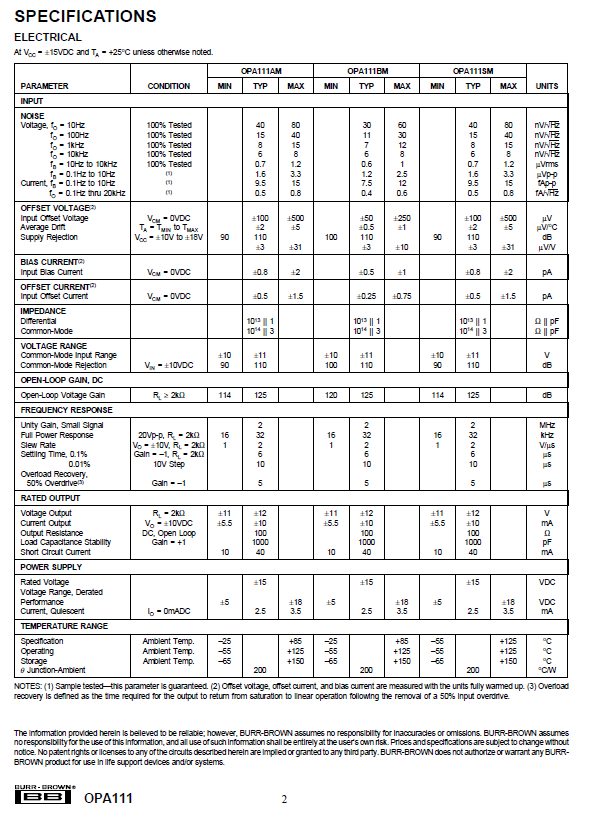 SPECIFICATIONS
ELECTRICAL
At VCC = ±15VDC and TA = +25°C unless otherwise noted.
OPA111AM OPA111BM OPA111SM
PARAMETER CONDITION MIN TYP MAX MIN TYP MAX MIN TYP MAX UNITS
INPUT
NOISE
Voltage, fO = 10Hz 100% Tested 40 80 30 60 40 80 nV/√Hz
fO = 100Hz 100% Tested 15 40 11 30 15 40 nV/√Hz
fO = 1kHz 100% Tested 8 15 7 12 8 15 nV/√Hz
fO = 10kHz 100% Tested 6 8 6 8 6 8 nV/√Hz
fB = 10Hz to 10kHz 100% Tested 0.7 1.2 0.6 1 0.7 1.2 µVrms
fB = 0.1Hz to 10Hz (1) 1.6 3.3 1.2 2.5 1.6 3.3 µVp-p
Current, fB = 0.1Hz to 10Hz (1) 9.5 15 7.5 12 9.5 15 fAp-p
fO = 0.1Hz thru 20kHz (1) 0.5 0.8 0.4 0.6 0.5 0.8 fA/√Hz
OFFSET VOLTAGE(2)
Input Offset Voltage VCM = 0VDC ±100 ±500 ±50 ±250 ±100 ±500 µV
Average Drift TA = TMIN to TMAX ±2 ±5 ±0.5 ±1 ±2 ±5 µV/°C
Supply Rejection VCC = ±10V to ±18V 90 110 100 110 90 110 dB
±3 ±31 ±3 ±10 ±3 ±31 µV/V
BIAS CURRENT(2)
Input Bias Current VCM = 0VDC ±0.8 ±2 ±0.5 ±1 ±0.8 ±2 pA
OFFSET CURRENT(2)
Input Offset Current VCM = 0VDC ±0.5 ±1.5 ±0.25 ±0.75 ±0.5 ±1.5 pA
IMPEDANCE
Differential 10¹³ || 1 10¹³ || 1 10¹³ || 1 Ω || pF
Common-Mode 10¹⁴ || 3 10¹⁴ || 3 10¹⁴ || 3 Ω || pF
VOLTAGE RANGE
Common-Mode Input Range ±10 ±11 ±10 ±11 ±10 ±11 V
Common-Mode Rejection VIN = ±10VDC 90 110 100 110 90 110 dB
OPEN-LOOP GAIN, DC
Open-Loop Voltage Gain RL ≥ 2kΩ 114 125 120 125 114 125 dB
FREQUENCY RESPONSE
Unity Gain, Small Signal 2 2 2 MHz
Full Power Response 20Vp-p, RL = 2kΩ 16 32 16 32 16 32 kHz
Slew Rate VO = ±10V, RL = 2kΩ 1 2 1 2 1 2 V/µs
Settling Time, 0.1% Gain = –1, RL = 2kΩ 6 6 6 µs
0.01% 10V Step 10 10 10 µs
Overload Recovery,
50% Overdrive(3) Gain = –1 5 5 5 µs
RATED OUTPUT
Voltage Output RL = 2kΩ ±11 ±12 ±11 ±12 ±11 ±12 V
Current Output VO = ±10VDC ±5.5 ±10 ±5.5 ±10 ±5.5 ±10 mA
Output Resistance DC, Open Loop 100 100 100 Ω
Load Capacitance Stability Gain = +1 1000 1000 1000 pF
Short Circuit Current 10 40 10 40 10 40 mA
POWER SUPPLY
Rated Voltage ±15 ±15 ±15 VDC
Voltage Range, Derated
Performance ±5 ±18 ±5 ±18 ±5 ±18 VDC
Current, Quiescent IO = 0mADC 2.5 3.5 2.5 3.5 2.5 3.5 mA
TEMPERATURE RANGE
Specification Ambient Temp. –25 +85 –25 +85 –55 +125 °C
Operating Ambient Temp. –55 +125 –55 +125 –55 +125 °C
Storage Ambient Temp. –65 +150 –65 +150 –65 +150 °C
θ Junction-Ambient 200 200 200 °C/W
NOTES: (1) Sample tested—this parameter is guaranteed. (2) Offset voltage, offset current, and bias current are measured with the units fully warmed up. (3) Overload
recovery is defined as the time required for the output to return from saturation to linear operation following the removal of a 50% input overdrive.
The information provided herein is believed to be reliable; however, BURR-BROWN assumes no responsibility for inaccuracies or omissions. BURR-BROWN assumes
no responsibility for the use of this information, and all use of such information shall be entirely at the user's own risk. Prices and specifications are subject to change without
notice. No patent rights or licenses to any of the circuits described herein are implied or granted to any third party. BURR-BROWN does not authorize or warrant any BURR-
BROWN product for use in life support devices and/or systems.
BURR-BROWN®
BB
OPA111 2